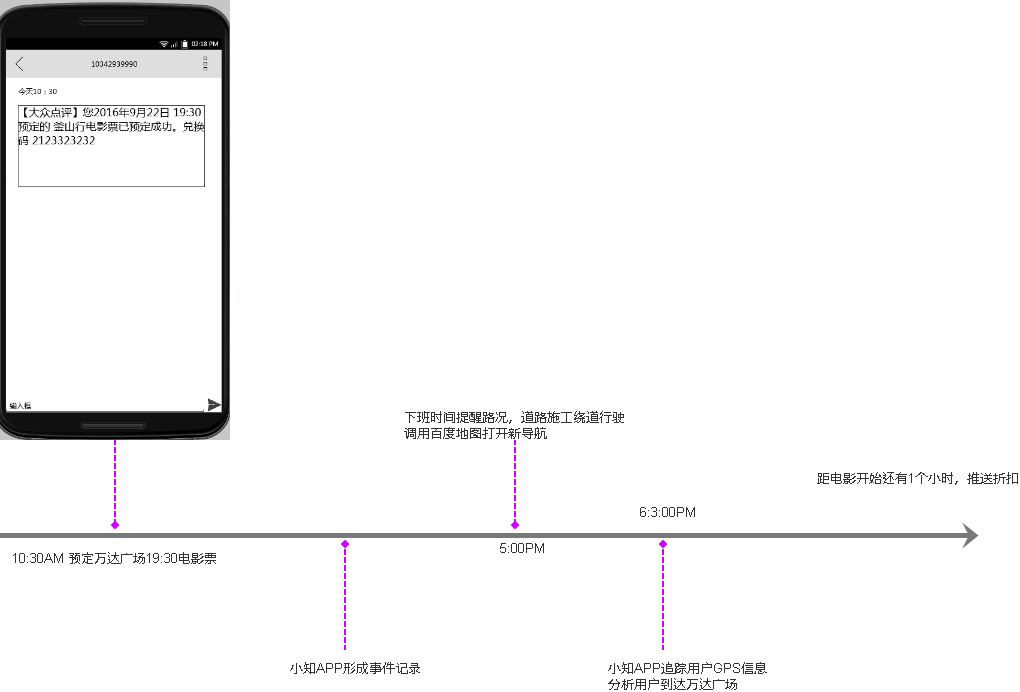 02:18 PM
10342939990
今天10：30
【大众点评】您2016年9月22日 19:30
预定的 釜山行电影票已预定成功。兑换
码 2123323232
输入框
下班时间提醒路况，道路施工绕道行驶
调用百度地图打开新导航
距电影开始还有1个小时，推送折扣
6:3:00PM
5:00PM
10:30AM 预定万达广场19:30电影票
小知APP形成事件记录
小知APP追踪用户GPS信息
分析用户到达万达广场